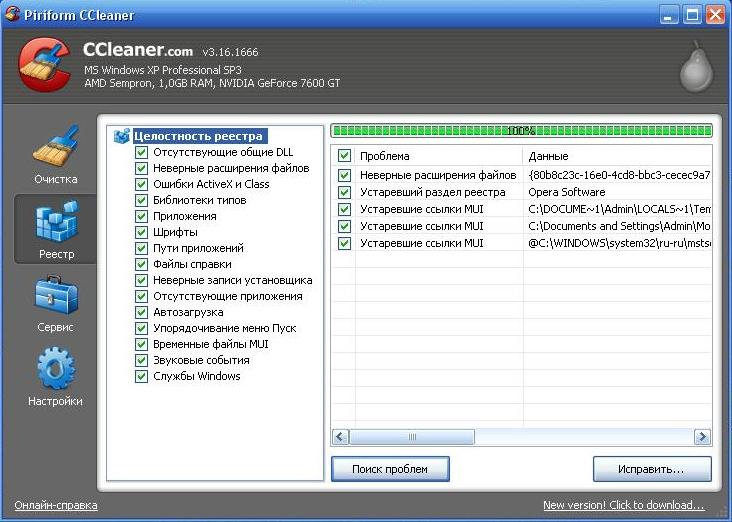 Piriform CCleaner
CCleaner.com v3.16.1666
MS Windows XP Professional SP3
AMD Sempron, 1,0GB RAM, NVIDIA GeForce 7600 GT
Очистка
Реестр
Сервис
Настройки
Целостность реестра
Отсутствующие общие DLL
Неверные расширения файлов
Ошибки ActiveX и Class
Библиотеки типов
Приложения
Шрифты
Пути приложений
Файлы справки
Неверные записи установщика
Отсутствующие приложения
Автозагрузка
Упорядочивание меню Пуск
Временные файлы MUI
Звуковые события
Службы Windows
100%
Проблема Данные
Неверные расширения файлов {80b8c23c-16e0-4cd8-bbc3-cecec9a7
Устаревший раздел реестра Opera Software
Устаревшие ссылки MUI C:\DOCUME~1\Admin\LOCALS~1\Tem
Устаревшие ссылки MUI C:\Documents and Settings\Admin\Mo
Устаревшие ссылки MUI @C:\WINDOWS\system32\ru-ru\mstsc
Поиск проблем Исправить...
Онлайн-справка New version! Click to download...